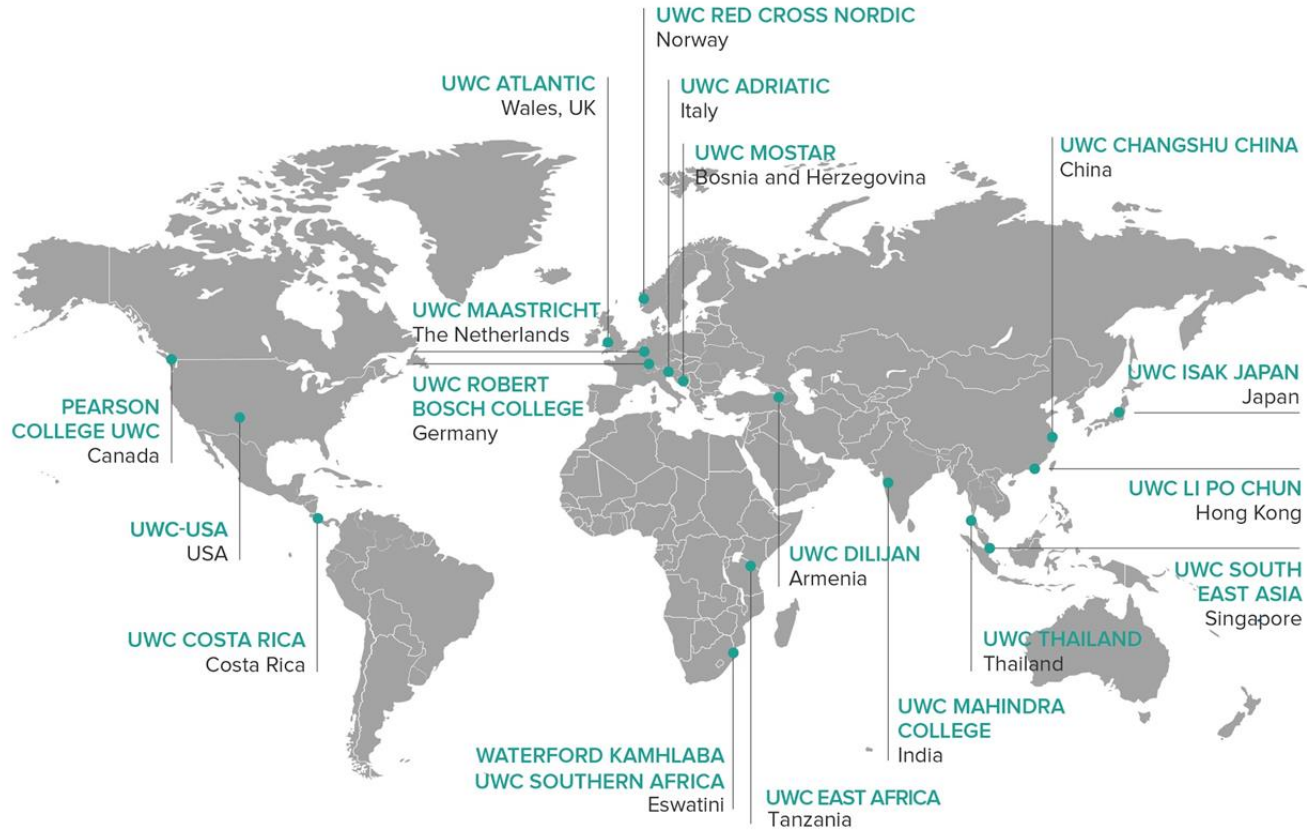 UWC RED CROSS NORDIC
Norway
UWC ATLANTIC
Wales, UK
UWC ADRIATIC
Italy
UWC MOSTAR
Bosnia and Herzegovina
UWC CHANGSHU CHINA
China
UWC MAASTRICHT
The Netherlands
UWC ROBERT
BOSCH COLLEGE
Germany
PEARSON
COLLEGE UWC
Canada
UWC ISAK JAPAN
Japan
UWC LI PO CHUN
Hong Kong
UWC-USA
USA
UWC DILIJAN
Armenia
UWC SOUTH
EAST ASIA
Singapore
UWC COSTA RICA
Costa Rica
UWC THAILAND
Thailand
UWC MAHINDRA
COLLEGE
India
WATERFORD KAMHLABA
UWC SOUTHERN AFRICA
Eswatini
UWC EAST AFRICA
Tanzania